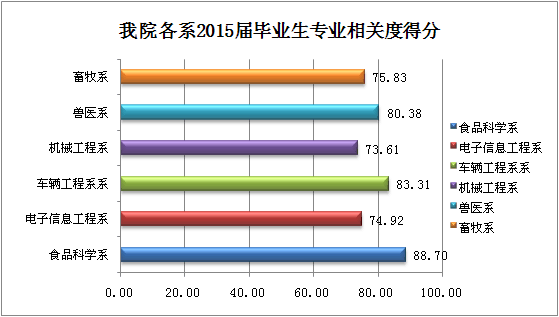 我院各系2015届毕业生专业相关度得分
畜牧系
75.83
兽医系
80.38
机械工程系
73.61
车辆工程系系
83.31
电子信息工程系
74.92
食品科学系
88.70
0.00 20.00 40.00 60.00 80.00 100.00
食品科学系
电子信息工程系
车辆工程系系
机械工程系
兽医系
畜牧系